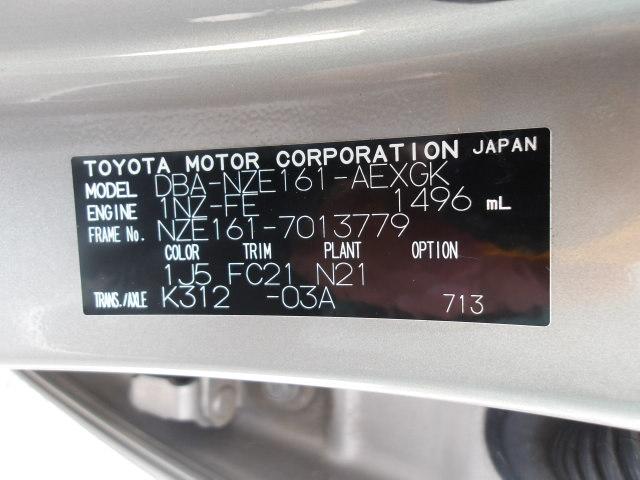 TOYOTA MOTOR CORPORATION JAPAN
MODEL DBA-NZE161-AEXGK
ENGINE 1NZ-FE 1496 mL
FRAME No. NZE161-7013779
COLOR TRIM PLANT OPTION
1J5 FC21 N21
TRANS./AXLE K312 -03A 713